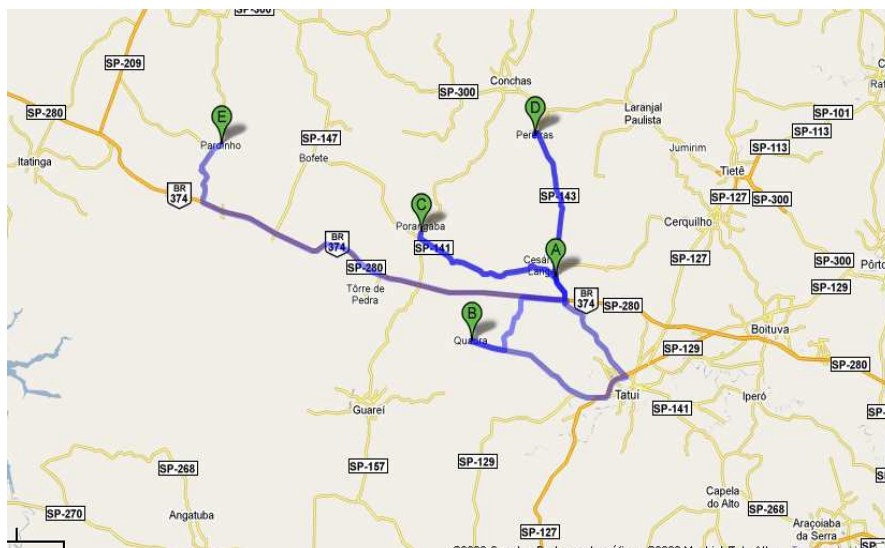 SP-300
SP-209
SP-280
Itatinga
E
Pardinho
SP-147
Bofete
Conchas
SP-300
D
Pereiras
Laranjal
Paulista
SP-101
SP-113
SP-113
Jumirim
Tietê
SP-127
SP-300
SP-143
Cerquilho
BR
374
C
Porangaba
SP-141
A
BR
374
SP-280
Tôrre de
Pedra
SP-127
SP-300
SP-129
BR
374
SP-280
B
Boituva
SP-129
SP-280
Tatuí
SP-141
Iperó
Guareí
SP-157
SP-129
SP-268
Angatuba
SP-270
SP-127
Capela
do Alto
SP-268
Araçoiaba
da Serra